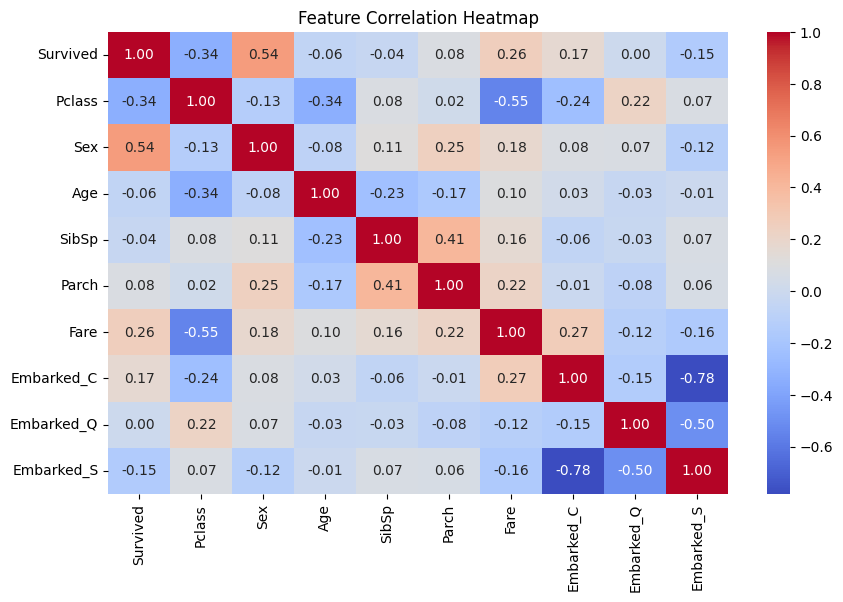 Feature Correlation Heatmap
Survived 1.00 -0.34 0.54 -0.06 -0.04 0.08 0.26 0.17 0.00 -0.15
Pclass -0.34 1.00 -0.13 -0.34 0.08 0.02 -0.55 -0.24 0.22 0.07
Sex 0.54 -0.13 1.00 -0.08 0.11 0.25 0.18 0.08 0.07 -0.12
Age -0.06 -0.34 -0.08 1.00 -0.23 -0.17 0.10 0.03 -0.03 -0.01
SibSp -0.04 0.08 0.11 -0.23 1.00 0.41 0.16 -0.06 -0.03 0.07
Parch 0.08 0.02 0.25 -0.17 0.41 1.00 0.22 -0.01 -0.08 0.06
Fare 0.26 -0.55 0.18 0.10 0.16 0.22 1.00 0.27 -0.12 -0.16
Embarked_C 0.17 -0.24 0.08 0.03 -0.06 -0.01 0.27 1.00 -0.15 -0.78
Embarked_Q 0.00 0.22 0.07 -0.03 -0.03 -0.08 -0.12 -0.15 1.00 -0.50
Embarked_S -0.15 0.07 -0.12 -0.01 0.07 0.06 -0.16 -0.78 -0.50 1.00
Survived Pclass Sex Age SibSp Parch Fare Embarked_C Embarked_Q Embarked_S
1.0
0.8
0.6
0.4
0.2
0.0
−0.2
−0.4
−0.6